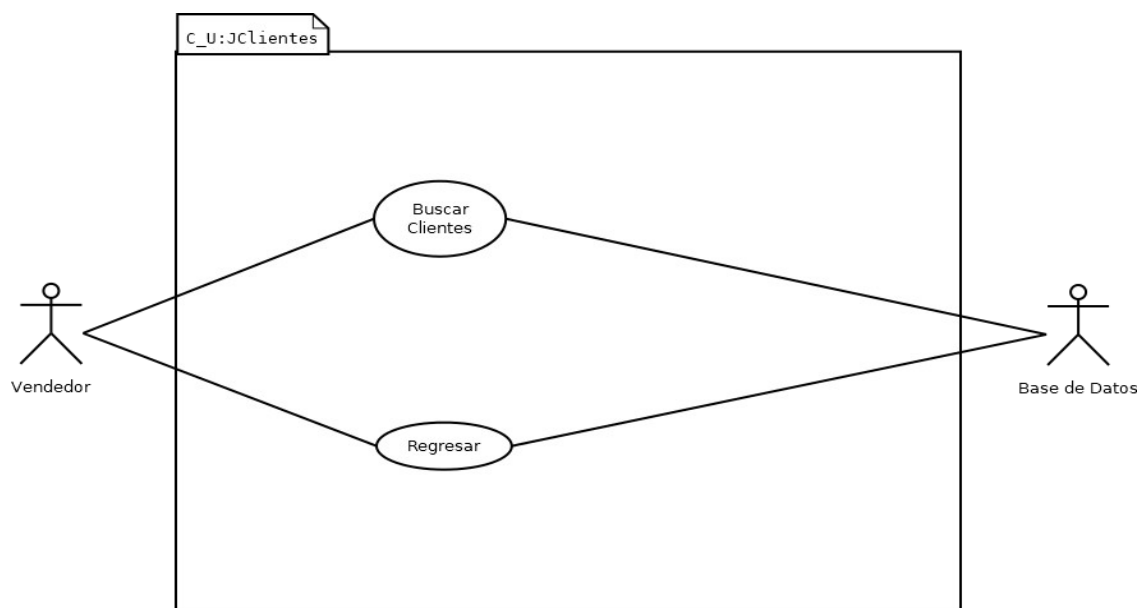 C_U:JClientes
Buscar
Clientes
Vendedor
Base de Datos
Regresar